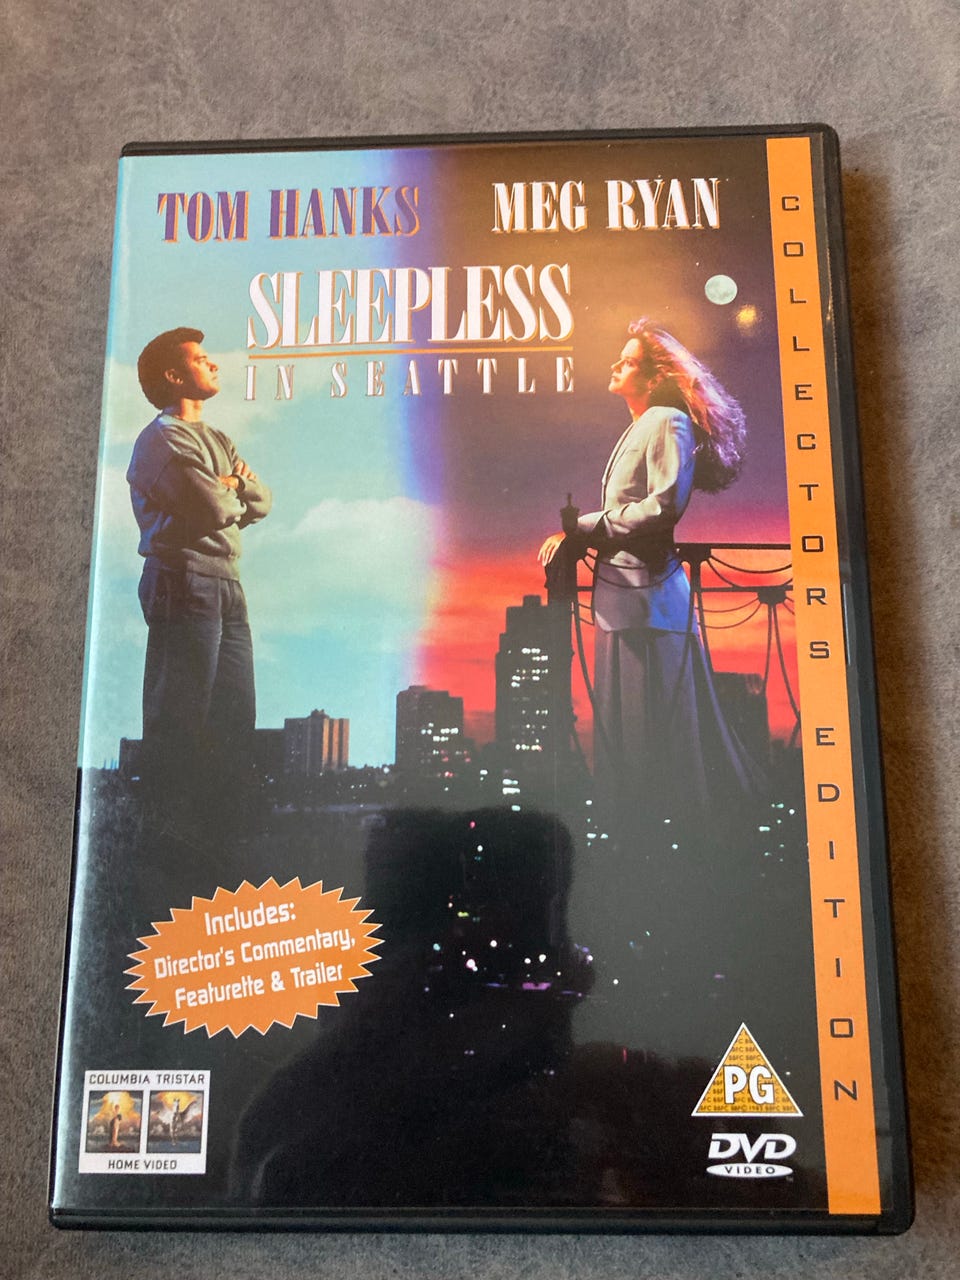 TOM HANKS
MEG RYAN
SLEEPLESS
IN SEATTLE
COLLECTORS EDITION
Includes:
Director's Commentary,
Featurette & Trailer
COLUMBIA TRISTAR
HOME VIDEO
PG
DVD
VIDEO